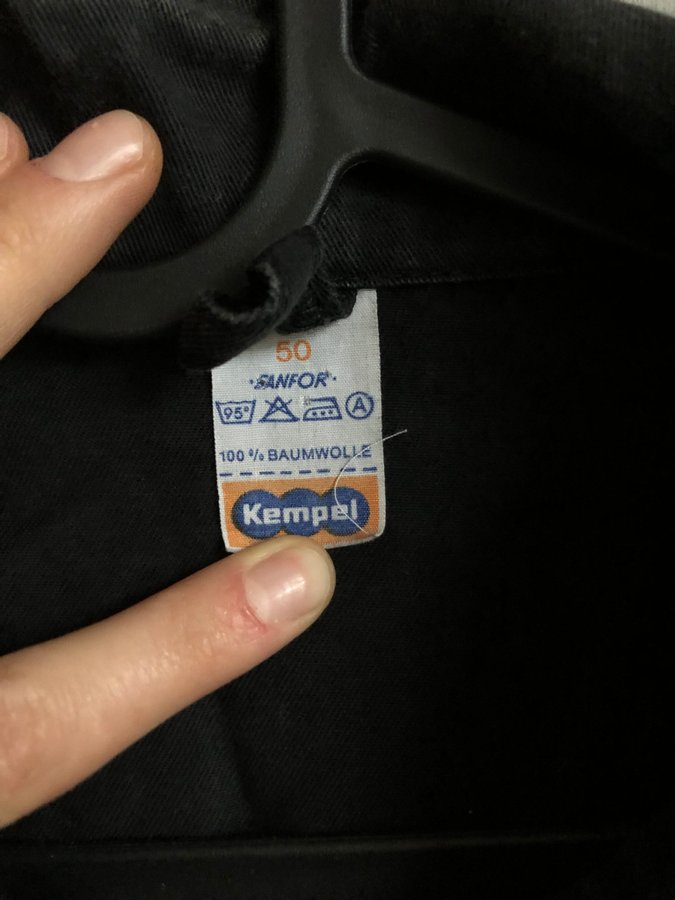 50
·SANFOR·
95° A
100 % BAUMWOLLE
Kempel